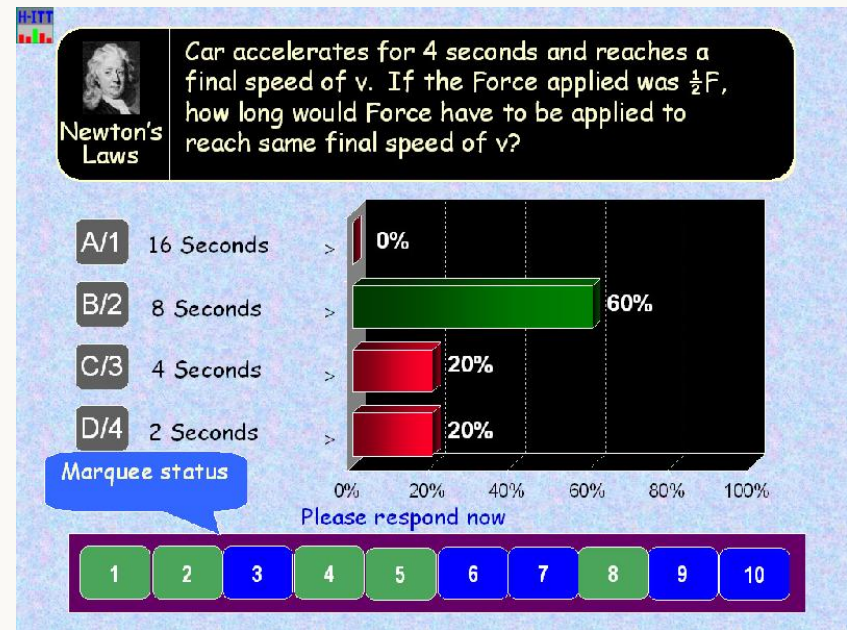 H-ITT
Car accelerates for 4 seconds and reaches a
final speed of v. If the Force applied was ½F,
how long would Force have to be applied to
reach same final speed of v?
Newton's
Laws
A/1 16 Seconds > 0%
B/2 8 Seconds > 60%
C/3 4 Seconds > 20%
D/4 2 Seconds > 20%
Marquee status
0% 20% 40% 60% 80% 100%
Please respond now
1 2 3 4 5 6 7 8 9 10